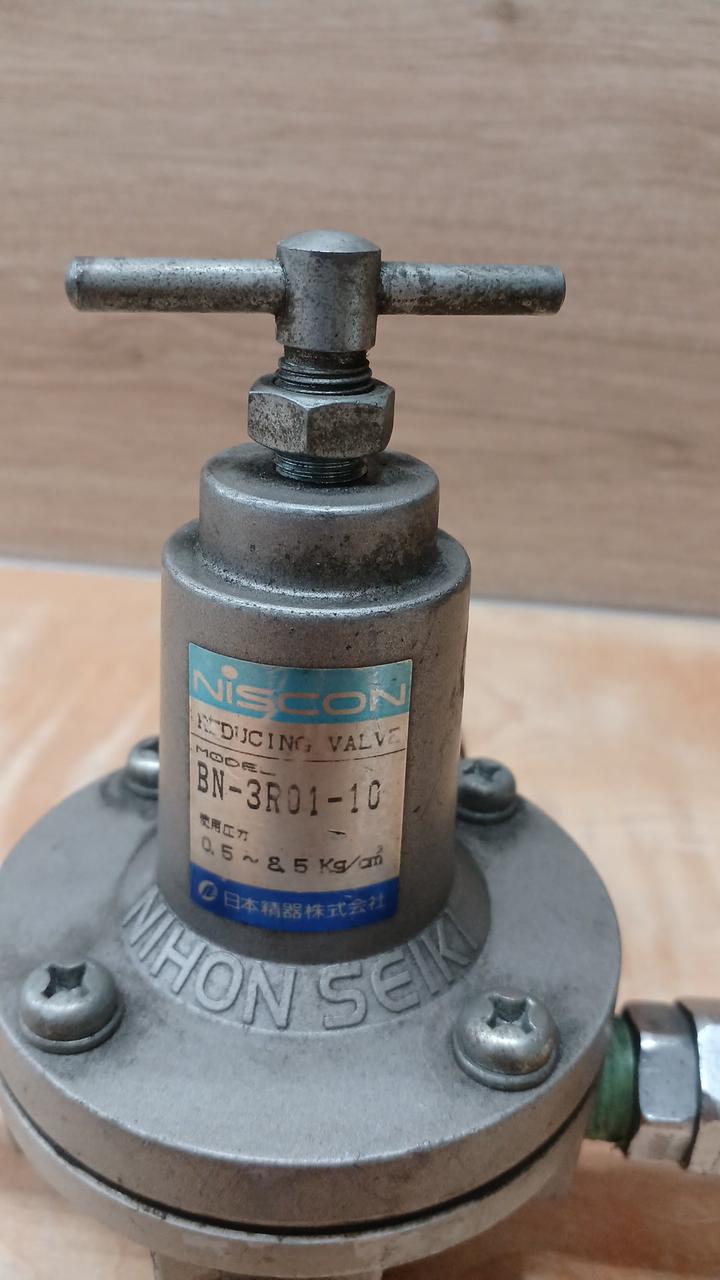 NiSCON
REDUCING VALVE
MODEL
BN-3R01-10
使用圧力
0.5～8.5 Kg/cm²
日本精器株式会社
NIHON SEIKI